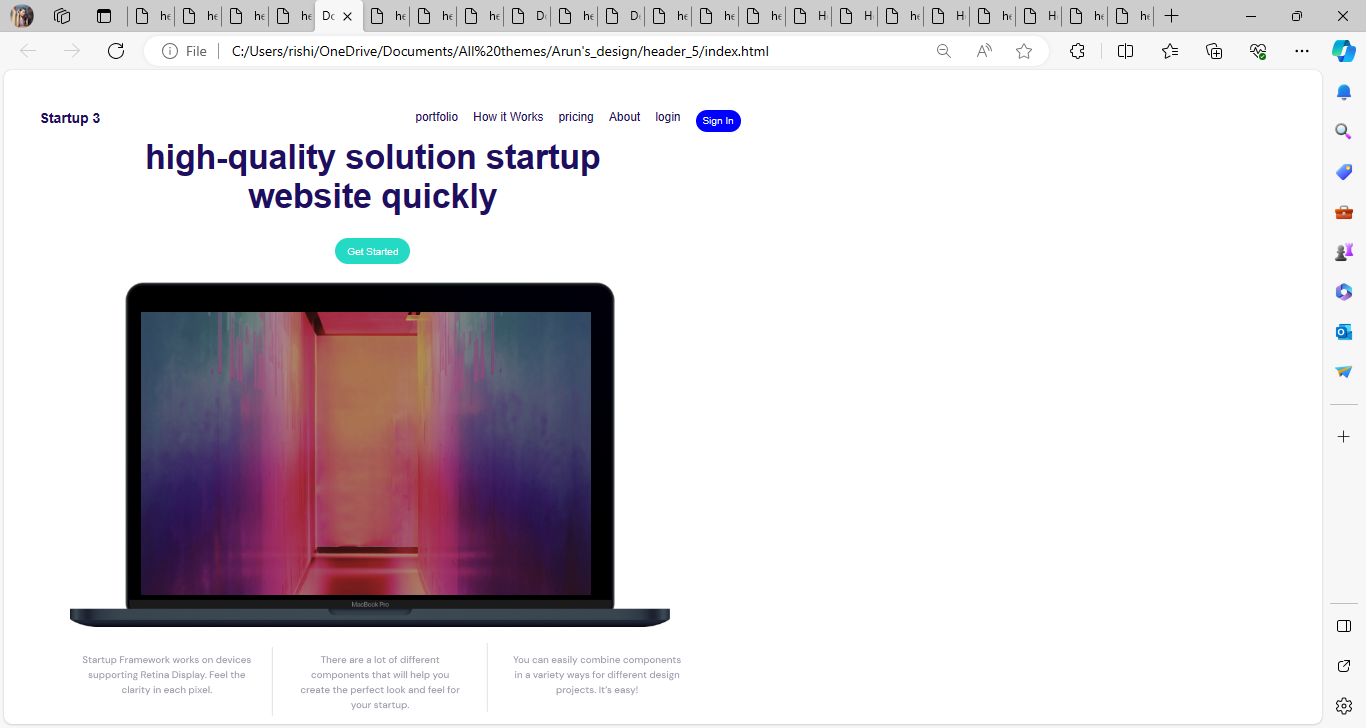 he he he he Do he he he Do he Do he he he H H he H he H he he
File C:/Users/rishi/OneDrive/Documents/All%20themes/Arun's_design/header_5/index.html
Startup 3 portfolio How it Works pricing About login Sign In
high-quality solution startup
website quickly
Get Started
MacBook Pro
Startup Framework works on devices
supporting Retina Display. Feel the
clarity in each pixel.
There are a lot of different
components that will help you
create the perfect look and feel for
your startup.
You can easily combine components
in a variety ways for different design
projects. It's easy!